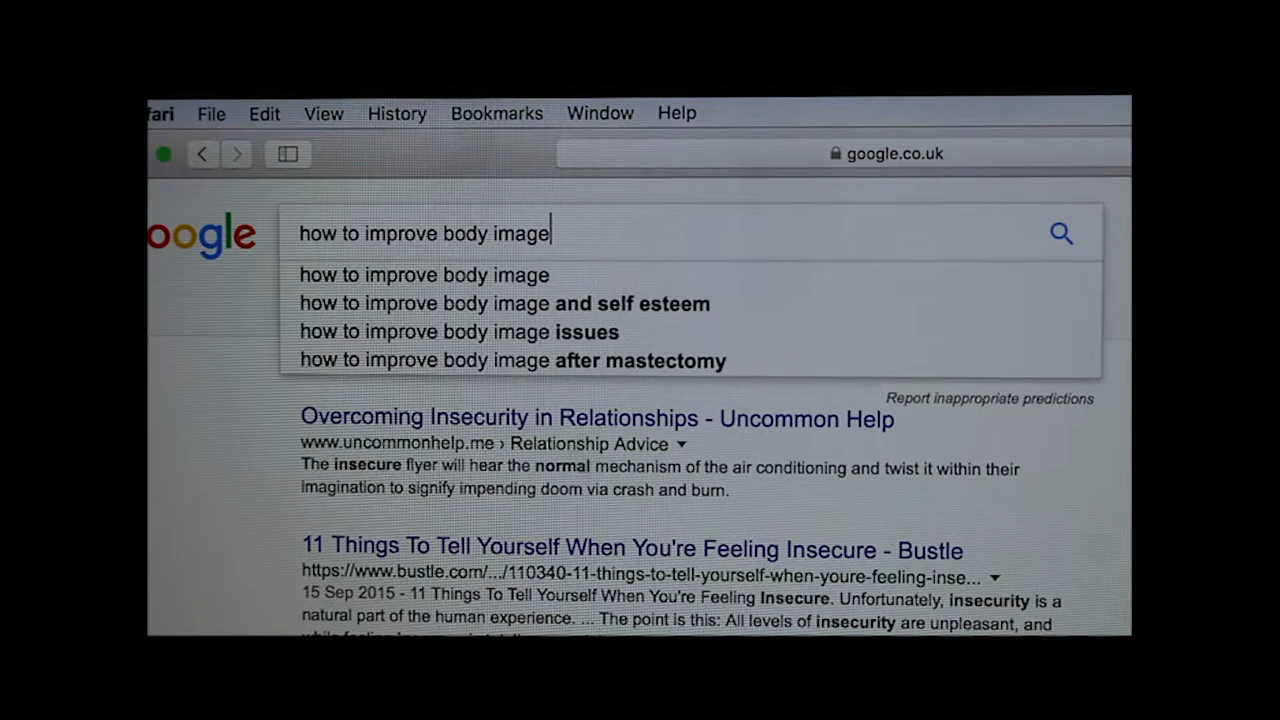 fari File Edit View History Bookmarks Window Help
google.co.uk
oogle how to improve body image
how to improve body image
how to improve body image and self esteem
how to improve body image issues
how to improve body image after mastectomy
Report inappropriate predictions
Overcoming Insecurity in Relationships - Uncommon Help
www.uncommonhelp.me › Relationship Advice
The insecure flyer will hear the normal mechanism of the air conditioning and twist it within their
imagination to signify impending doom via crash and burn.
11 Things To Tell Yourself When You're Feeling Insecure - Bustle
https://www.bustle.com/.../110340-11-things-to-tell-yourself-when-youre-feeling-inse...
15 Sep 2015 - 11 Things To Tell Yourself When You're Feeling Insecure. Unfortunately, insecurity is a
natural part of the human experience. ... The point is this: All levels of insecurity are unpleasant, and